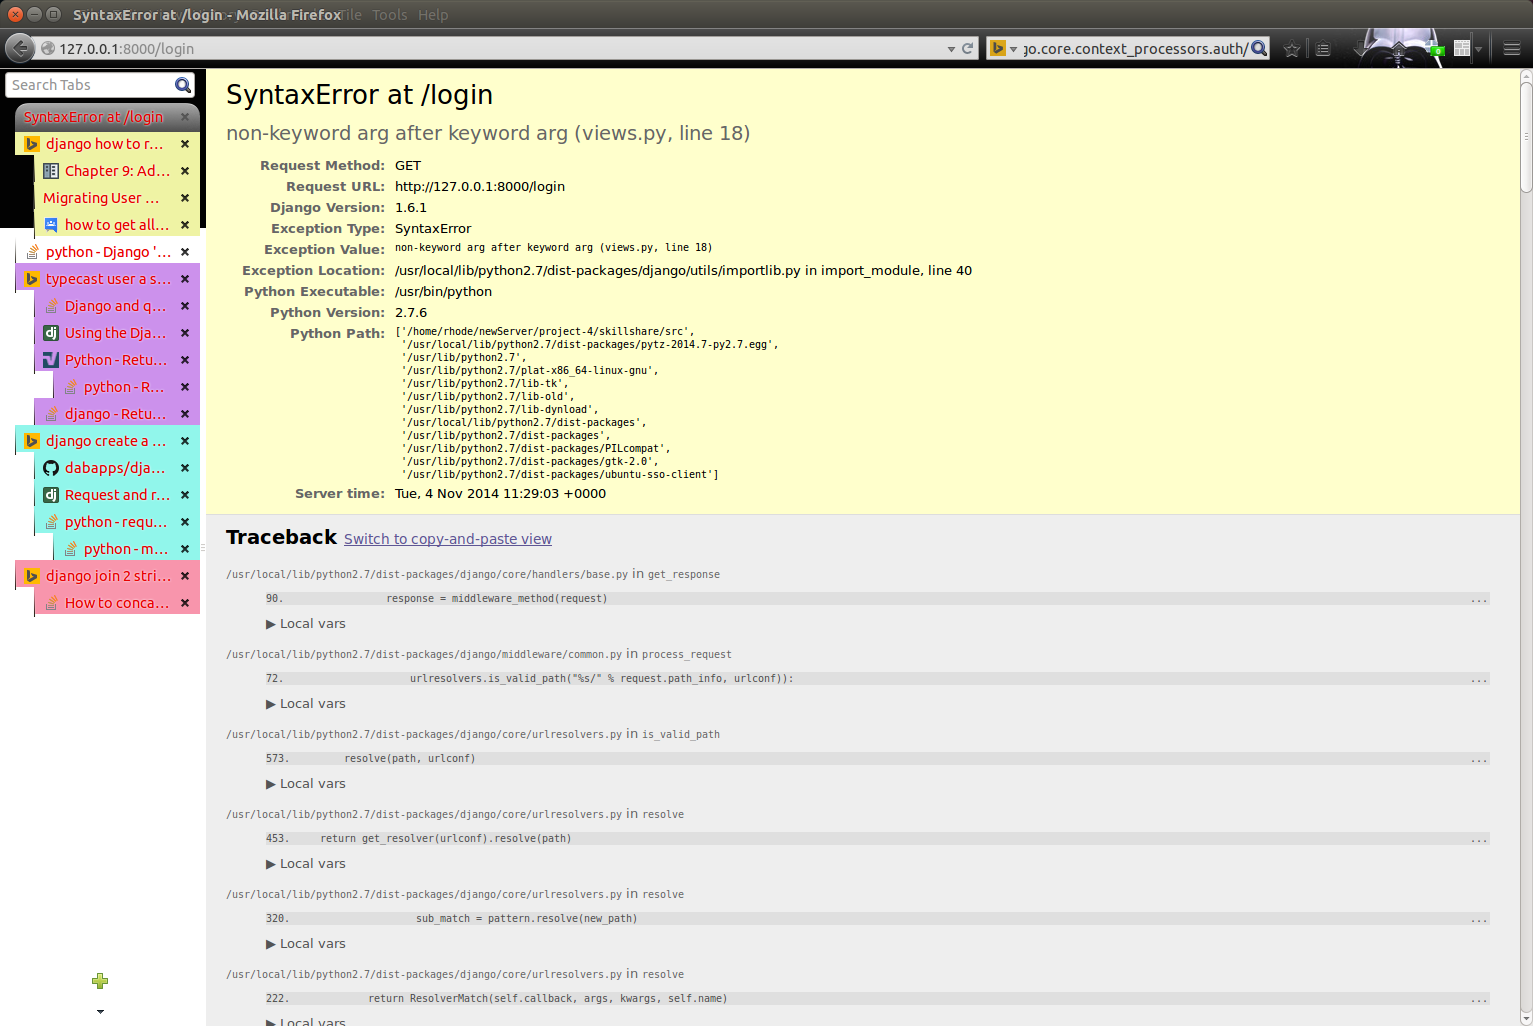 SyntaxError at /login - Mozilla Firefox
Tile Tools Help
127.0.0.1:8000/login
go.core.context_processors.auth/
0
Search Tabs
SyntaxError at /login
django how to r...
Chapter 9: Ad...
Migrating User ...
how to get all...
python - Django '...
typecast user a s...
Django and q...
Using the Dja...
Python - Retu...
python - R...
django - Retu...
django create a ...
dabapps/dja...
Request and r...
python - requ...
python - m...
django join 2 stri...
How to conca...
SyntaxError at /login
non-keyword arg after keyword arg (views.py, line 18)
Request Method: GET
Request URL: http://127.0.0.1:8000/login
Django Version: 1.6.1
Exception Type: SyntaxError
Exception Value: non-keyword arg after keyword arg (views.py, line 18)
Exception Location: /usr/local/lib/python2.7/dist-packages/django/utils/importlib.py in import_module, line 40
Python Executable: /usr/bin/python
Python Version: 2.7.6
Python Path: ['/home/rhode/newServer/project-4/skillshare/src',
'/usr/local/lib/python2.7/dist-packages/pytz-2014.7-py2.7.egg',
'/usr/lib/python2.7',
'/usr/lib/python2.7/plat-x86_64-linux-gnu',
'/usr/lib/python2.7/lib-tk',
'/usr/lib/python2.7/lib-old',
'/usr/lib/python2.7/lib-dynload',
'/usr/local/lib/python2.7/dist-packages',
'/usr/lib/python2.7/dist-packages',
'/usr/lib/python2.7/dist-packages/PILcompat',
'/usr/lib/python2.7/dist-packages/gtk-2.0',
'/usr/lib/python2.7/dist-packages/ubuntu-sso-client']
Server time: Tue, 4 Nov 2014 11:29:03 +0000
Traceback Switch to copy-and-paste view
/usr/local/lib/python2.7/dist-packages/django/core/handlers/base.py in get_response
90. response = middleware_method(request) ...
▶ Local vars
/usr/local/lib/python2.7/dist-packages/django/middleware/common.py in process_request
72. urlresolvers.is_valid_path("%s/" % request.path_info, urlconf)): ...
▶ Local vars
/usr/local/lib/python2.7/dist-packages/django/core/urlresolvers.py in is_valid_path
573. resolve(path, urlconf) ...
▶ Local vars
/usr/local/lib/python2.7/dist-packages/django/core/urlresolvers.py in resolve
453. return get_resolver(urlconf).resolve(path) ...
▶ Local vars
/usr/local/lib/python2.7/dist-packages/django/core/urlresolvers.py in resolve
320. sub_match = pattern.resolve(new_path) ...
▶ Local vars
/usr/local/lib/python2.7/dist-packages/django/core/urlresolvers.py in resolve
222. return ResolverMatch(self.callback, args, kwargs, self.name) ...
▶ Local vars